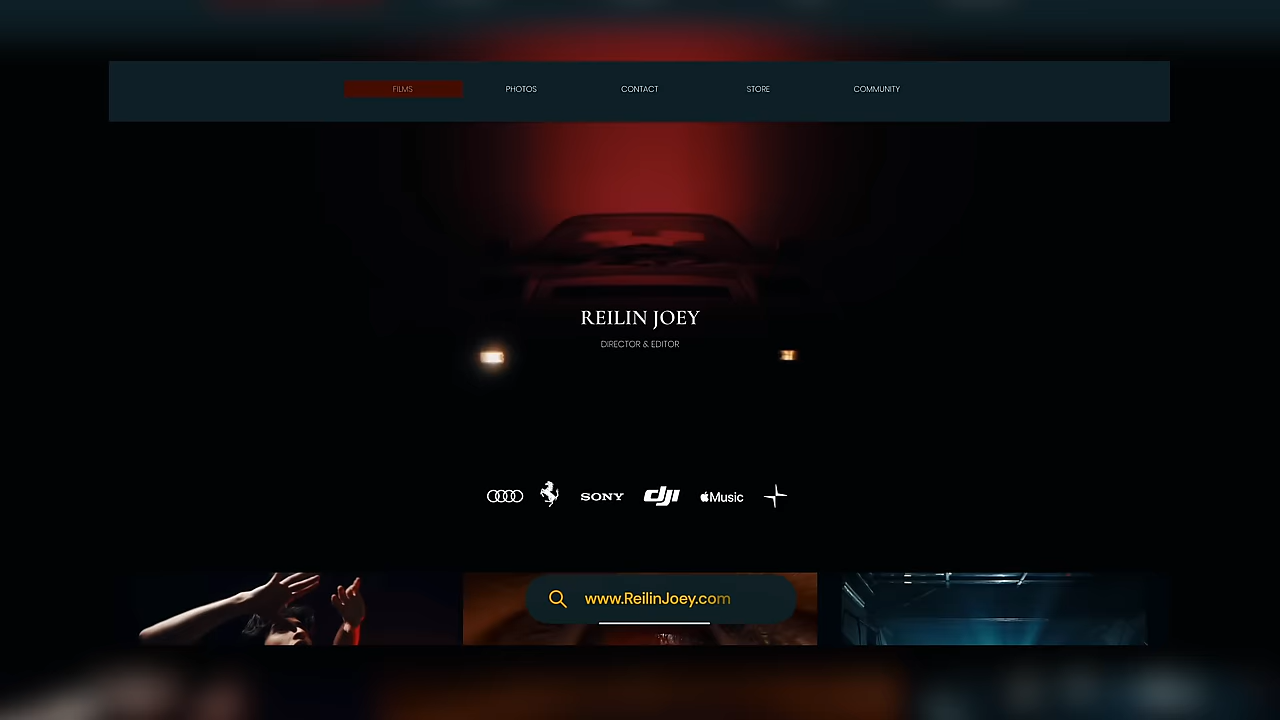 FILMS PHOTOS CONTACT STORE COMMUNITY
REILIN JOEY
DIRECTOR & EDITOR
SONY dji Music
www.ReilinJoey.com